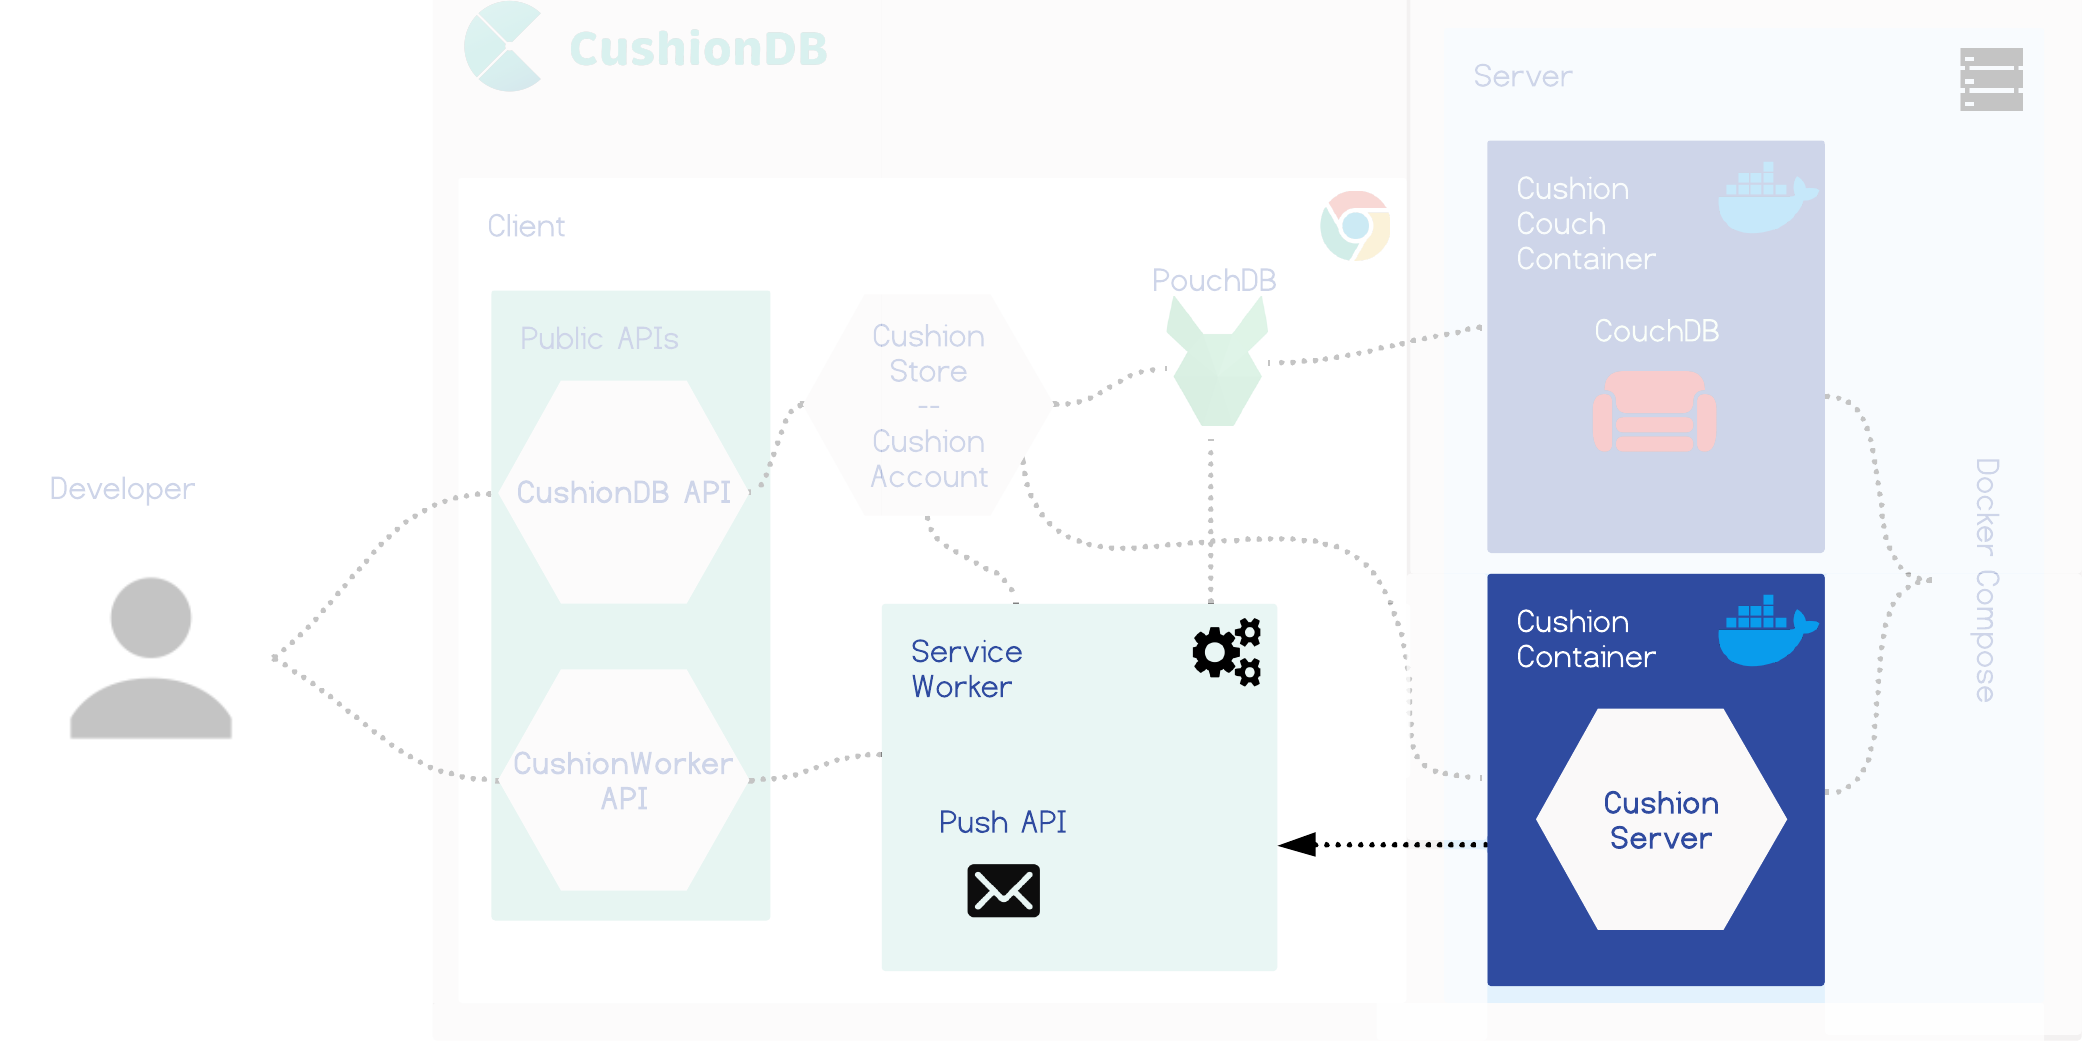 CushionDB
Server
Cushion
Couch
Container
CouchDB
Client
PouchDB
Public APIs
Cushion
Store
--
Cushion
Account
CushionDB API
Developer
Docker Compose
Service
Worker
Cushion
Container
CushionWorker
API
Push API
Cushion
Server